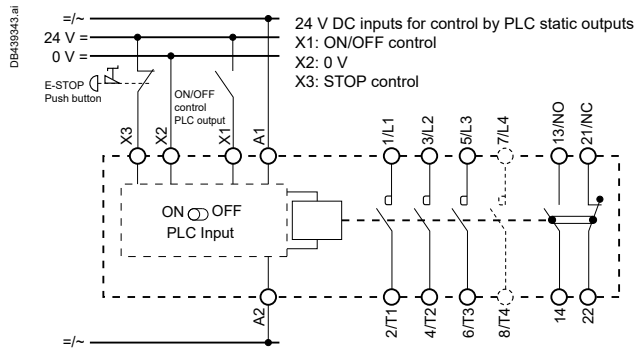 DB439343.ai
=/~
24 V =
0 V =
24 V DC inputs for control by PLC static outputs
X1: ON/OFF control
X2: 0 V
X3: STOP control
E-STOP
Push button
ON/OFF
control
PLC output
X3
X2
X1
A1
1/L1
3/L2
5/L3
7/L4
13/NO
21/NC
ON OFF
PLC Input
A2
2/T1
4/T2
6/T3
8/T4
14
22
=/~